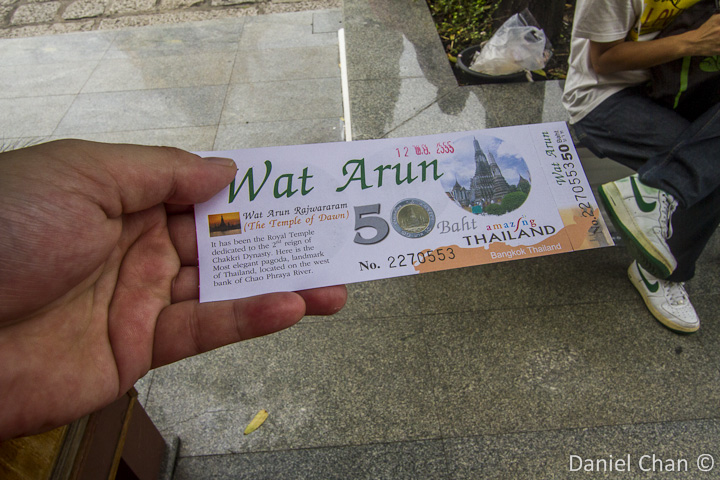 12 เม.ย. 2555
Wat Arun
Wat Arun Rajwararam
(The Temple of Dawn)
It has been the Royal Temple
dedicated to the 2nd reign of
Chakkri Dynasty. Here is the
Most elegant pagoda, landmark
of Thailand, located on the west
bank of Chao Phraya River.
50 Baht
amazing
THAILAND
No. 2270553
Bangkok Thailand
Wat Arun
50 Baht
2270553
Daniel Chan ©